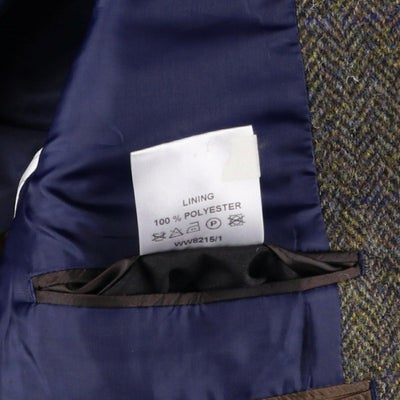 LINING
100 % POLYESTER
P
WW8215/1